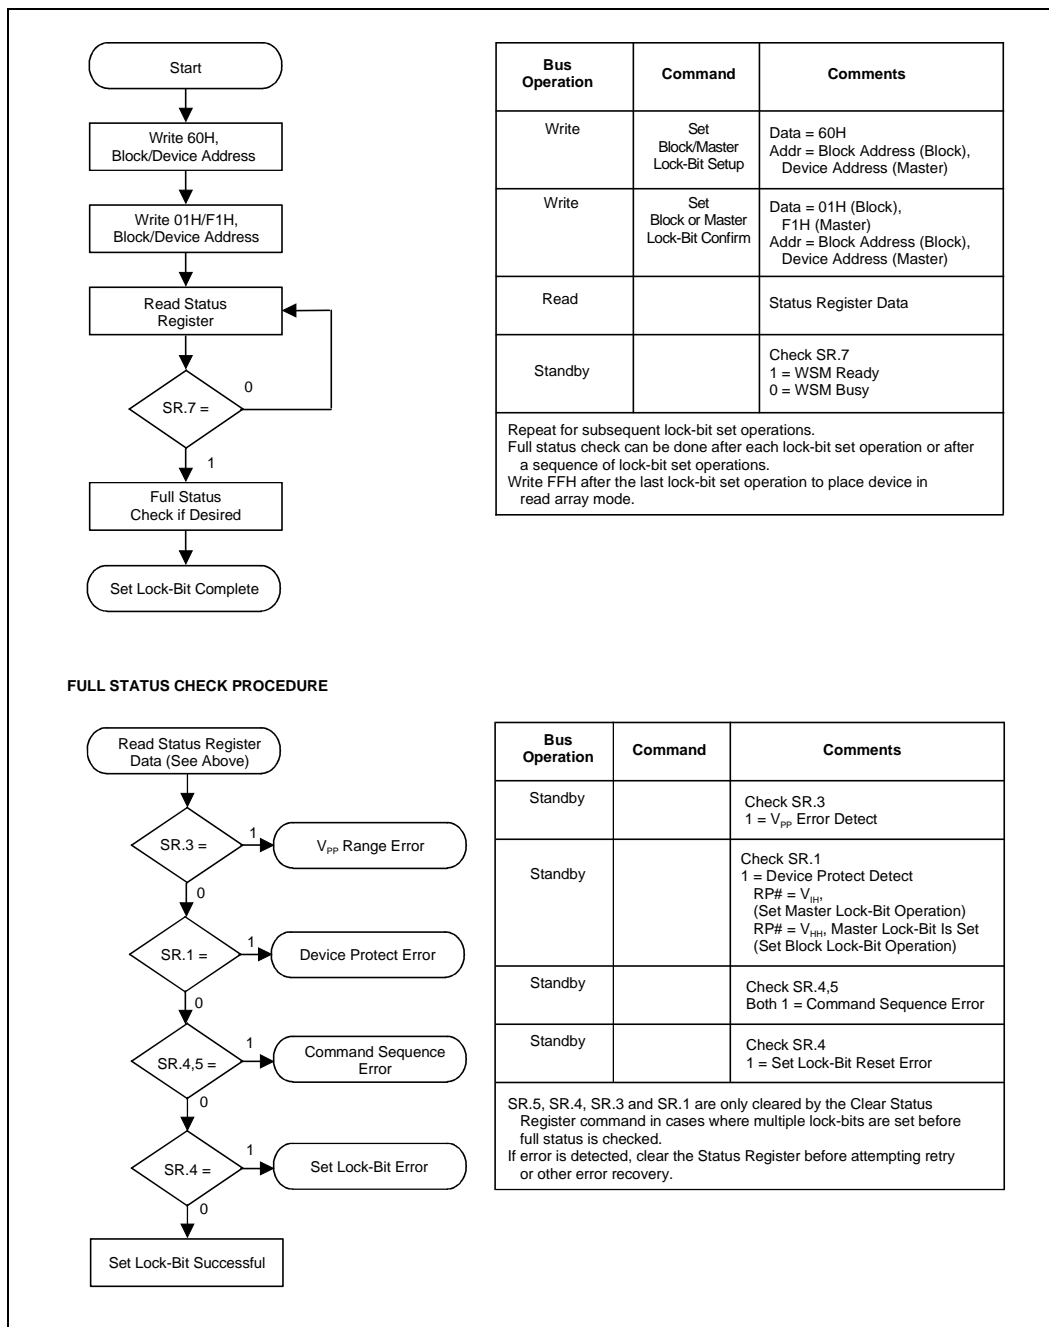 Start
Write 60H,
Block/Device Address
Write 01H/F1H,
Block/Device Address
Read Status
Register
0
SR.7 =
1
Full Status
Check if Desired
Set Lock-Bit Complete
Bus
Operation
Command
Comments
Write
Set
Block/Master
Lock-Bit Setup
Data = 60H
Addr = Block Address (Block),
Device Address (Master)
Write
Set
Block or Master
Lock-Bit Confirm
Data = 01H (Block),
F1H (Master)
Addr = Block Address (Block),
Device Address (Master)
Read
Status Register Data
Standby
Check SR.7
1 = WSM Ready
0 = WSM Busy
Repeat for subsequent lock-bit set operations.
Full status check can be done after each lock-bit set operation or after
a sequence of lock-bit set operations.
Write FFH after the last lock-bit set operation to place device in
read array mode.
FULL STATUS CHECK PROCEDURE
Read Status Register
Data (See Above)
SR.3 =
1
VPP Range Error
0
SR.1 =
1
Device Protect Error
0
SR.4,5 =
1
Command Sequence
Error
0
SR.4 =
1
Set Lock-Bit Error
0
Set Lock-Bit Successful
Bus
Operation
Command
Comments
Standby
Check SR.3
1 = VPP Error Detect
Standby
Check SR.1
1 = Device Protect Detect
RP# = VIH,
(Set Master Lock-Bit Operation)
RP# = VHH, Master Lock-Bit Is Set
(Set Block Lock-Bit Operation)
Standby
Check SR.4,5
Both 1 = Command Sequence Error
Standby
Check SR.4
1 = Set Lock-Bit Reset Error
SR.5, SR.4, SR.3 and SR.1 are only cleared by the Clear Status
Register command in cases where multiple lock-bits are set before
full status is checked.
If error is detected, clear the Status Register before attempting retry
or other error recovery.